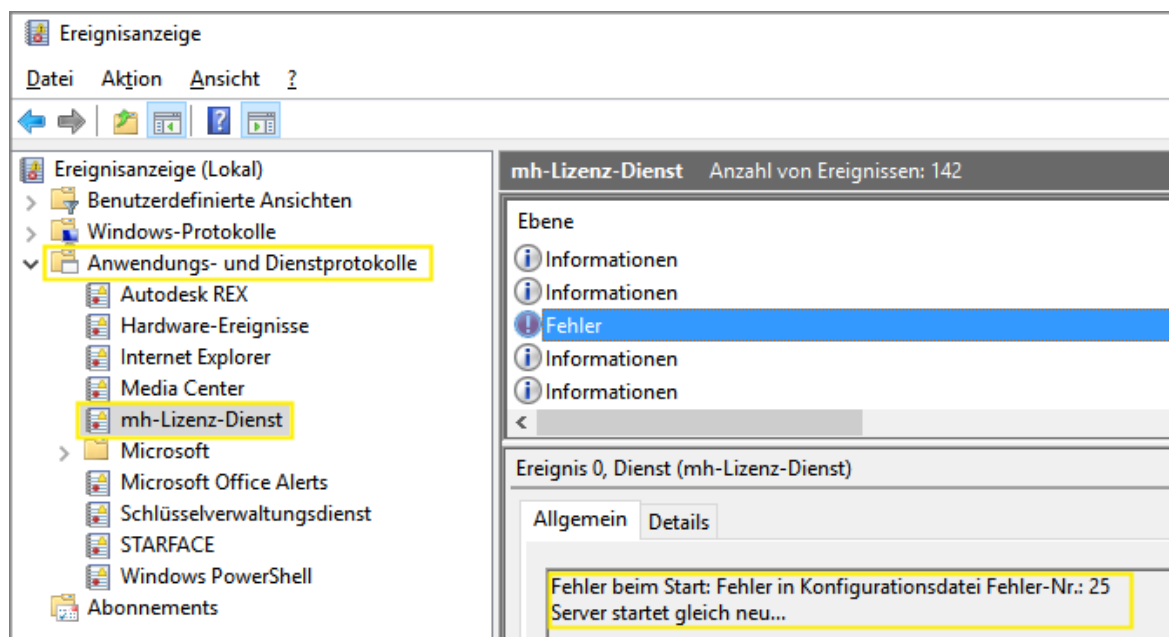 Ereignisanzeige
Datei Aktion Ansicht ?
Ereignisanzeige (Lokal)
Benutzerdefinierte Ansichten
Windows-Protokolle
Anwendungs- und Dienstprotokolle
Autodesk REX
Hardware-Ereignisse
Internet Explorer
Media Center
mh-Lizenz-Dienst
Microsoft
Microsoft Office Alerts
Schlüsselverwaltungsdienst
STARFACE
Windows PowerShell
Abonnements
mh-Lizenz-Dienst Anzahl von Ereignissen: 142
Ebene
Informationen
Informationen
Fehler
Informationen
Informationen
Ereignis 0, Dienst (mh-Lizenz-Dienst)
Allgemein Details
Fehler beim Start: Fehler in Konfigurationsdatei Fehler-Nr.: 25
Server startet gleich neu...